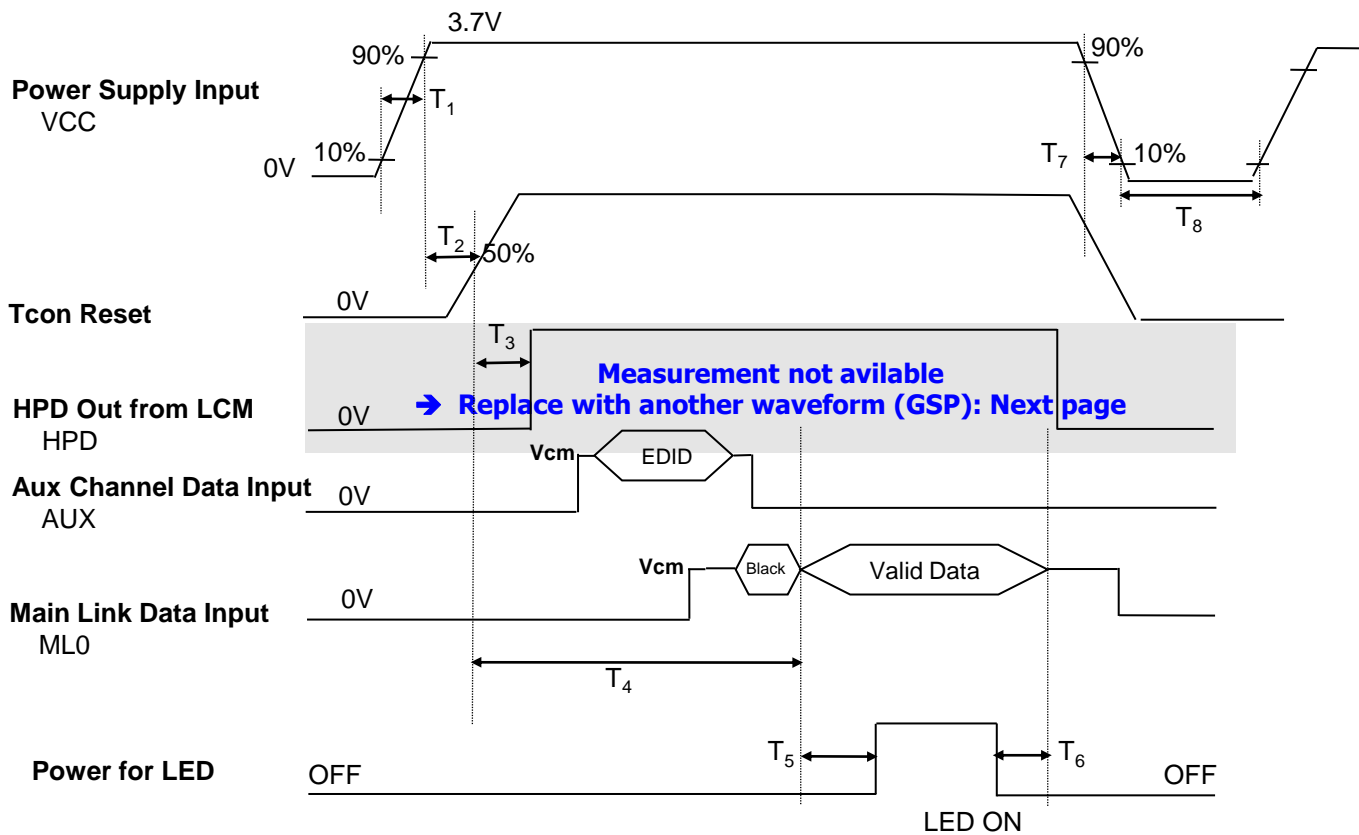 3.7V
90%
90%
Power Supply Input
VCC
T1
0V
10%
T7
10%
T8
T2
50%
Tcon Reset
0V
T3
Measurement not avilable
➔ Replace with another waveform (GSP): Next page
HPD Out from LCM
HPD
0V
Vcm
EDID
Aux Channel Data Input
AUX
0V
Vcm
Black
Valid Data
Main Link Data Input
ML0
0V
T4
T5
T6
Power for LED
OFF
OFF
LED ON